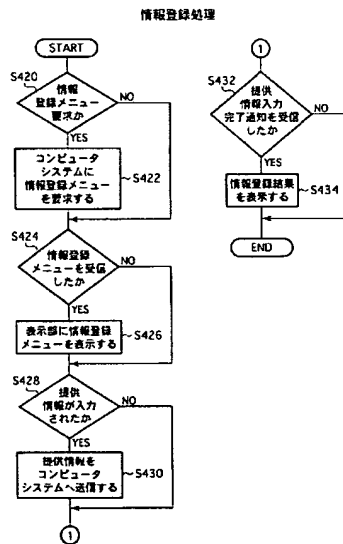 情報登録処理
START
S420
情報
登録メニュー
要求か
NO
YES
コンピュータ
システムに
情報登録メニュー
を要求する
S422
S424
情報登録
メニューを受信
したか
NO
YES
表示部に情報登録
メニューを表示する
S426
S428
提供
情報が入力
されたか
NO
YES
提供情報を
コンピュータ
システムへ送信する
S430
1
1
S432
提供
情報入力
完了通知を受信
したか
NO
YES
情報登録結果
を表示する
S434
END